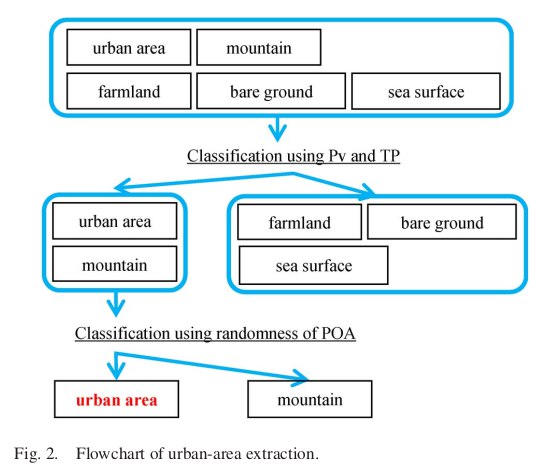 urban area mountain
farmland bare ground sea surface
Classification using Pv and TP
urban area farmland bare ground
mountain sea surface
Classification using randomness of POA
urban area mountain
Fig. 2. Flowchart of urban-area extraction.